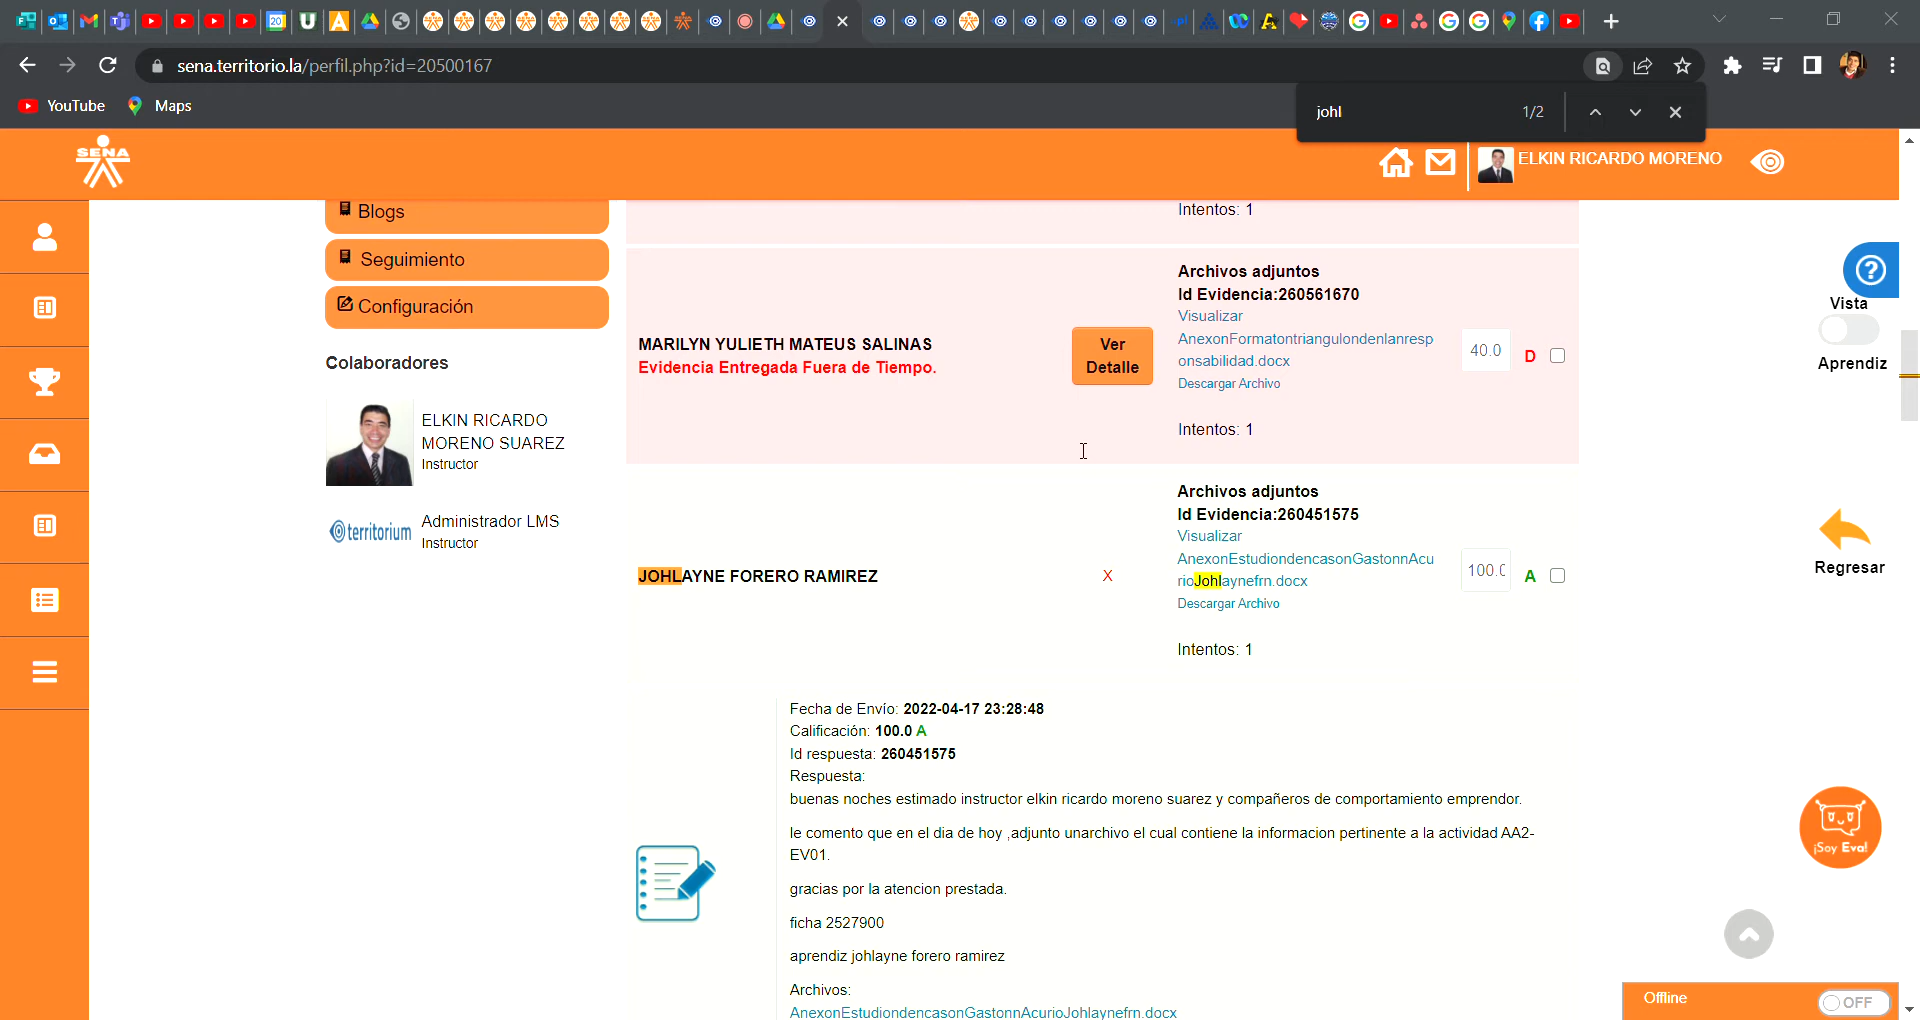 sena.territorio.la/perfil.php?id=20500167
YouTube
Maps
johl
1/2
SENA
ELKIN RICARDO MORENO
Blogs
Seguimiento
Configuración
Colaboradores
ELKIN RICARDO
MORENO SUAREZ
Instructor
territorium
Administrador LMS
Instructor
Intentos: 1
MARILYN YULIETH MATEUS SALINAS
Evidencia Entregada Fuera de Tiempo.
Ver
Detalle
Archivos adjuntos
Id Evidencia:260561670
Visualizar
AnexonFormatontriangulondenlanresp
onsabilidad.docx
Descargar Archivo
Intentos: 1
40.0
D
JOHLAYNE FORERO RAMIREZ
X
Archivos adjuntos
Id Evidencia:260451575
Visualizar
AnexonEstudiondencasonGastonnAcu
rioJohlaynefrn.docx
Descargar Archivo
Intentos: 1
100.0
A
Fecha de Envío: 2022-04-17 23:28:48
Calificación: 100.0 A
Id respuesta: 260451575
Respuesta:
buenas noches estimado instructor elkin ricardo moreno suarez y compañeros de comportamiento emprendor.
le comento que en el dia de hoy ,adjunto unarchivo el cual contiene la informacion pertinente a la actividad AA2-
EV01.
gracias por la atencion prestada.
ficha 2527900
aprendiz johlayne forero ramirez
Archivos:
AnexonEstudiondencasonGastonnAcurioJohlaynefrn.docx
Vista
Aprendiz
Regresar
¡Soy Eva!
Offline
OFF